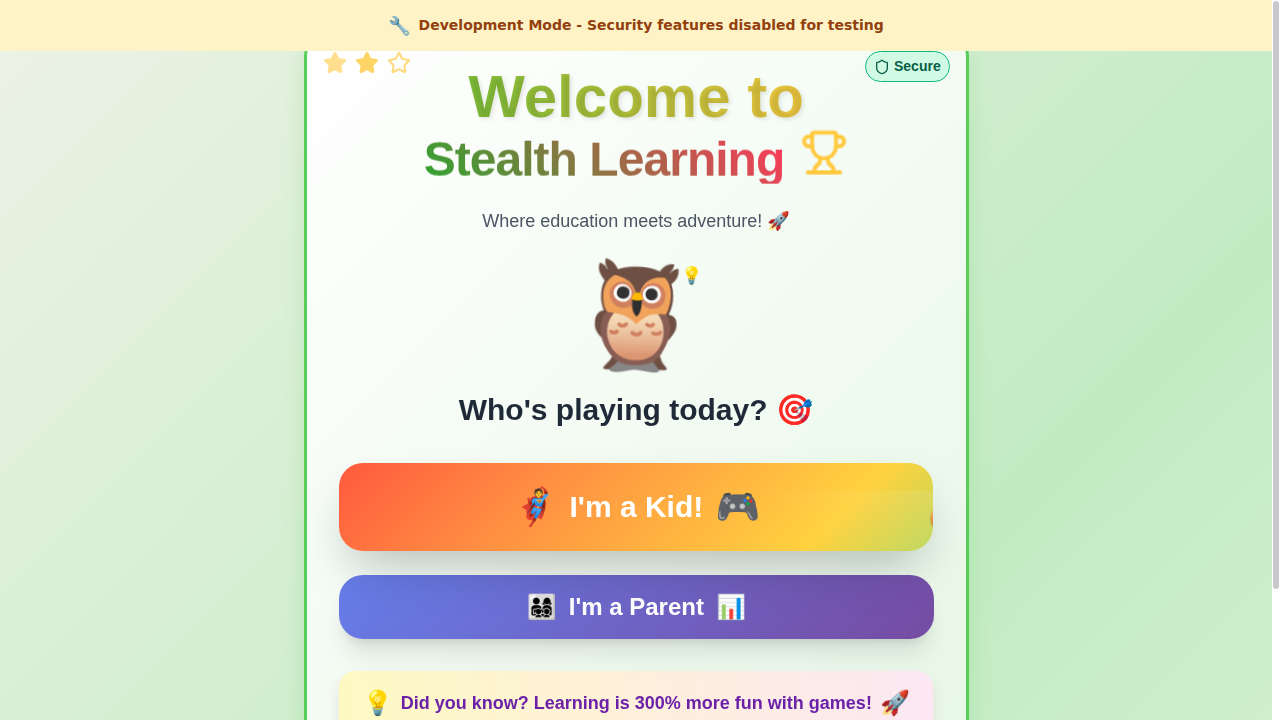 Development Mode - Security features disabled for testing
Secure
Welcome to
Stealth Learning
Where education meets adventure! 🚀
Who's playing today? 🎯
I'm a Kid!
I'm a Parent
Did you know? Learning is 300% more fun with games!